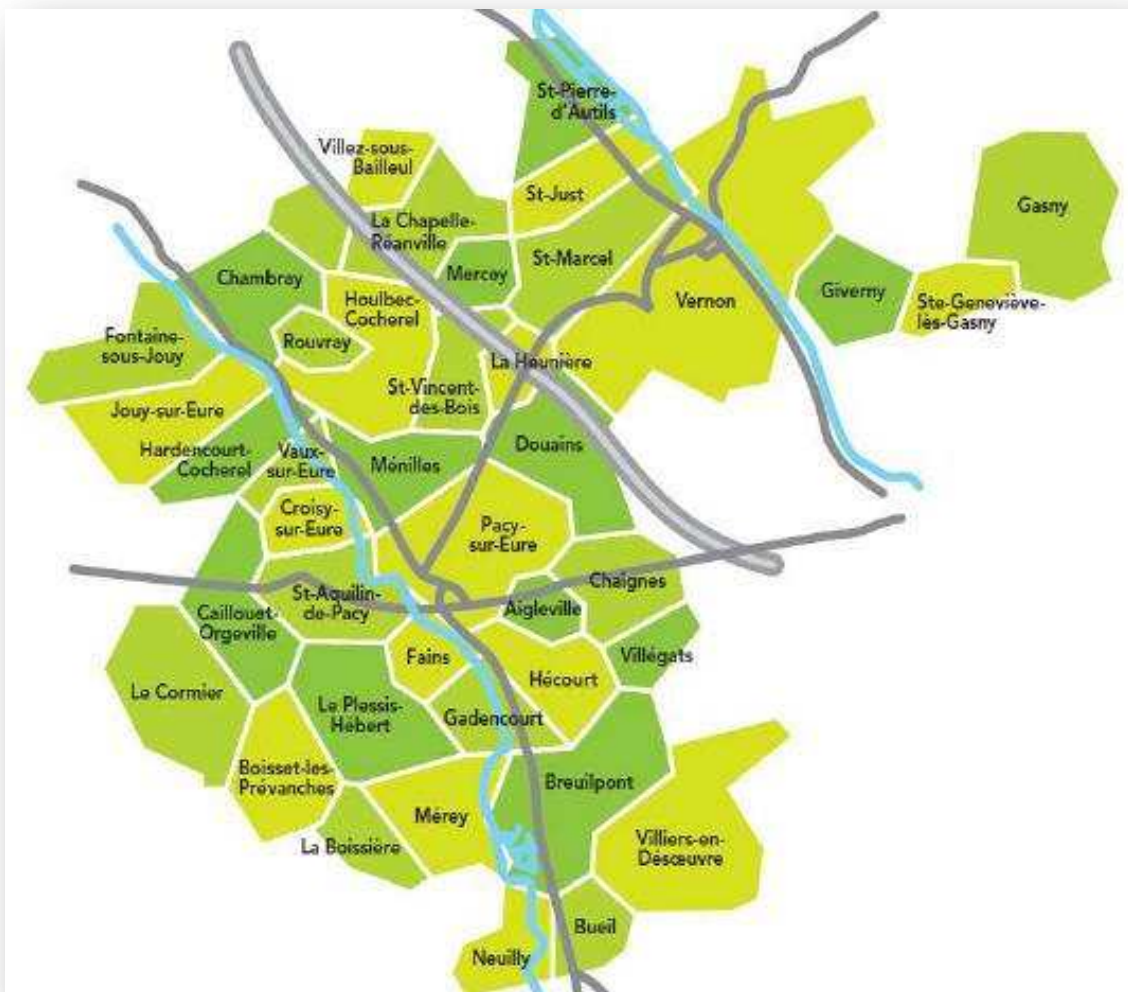 St-Pierre-
d'Autils
Villez-sous-
Bailleul
St-Just
Gasny
La Chapelle-
Réanville
St-Marcel
Mercey
Chambray
Giverny
Vernon
Houlbec-
Cocherel
Ste-Geneviève-
lès-Gasny
Rouvray
Fontaine-
sous-Jouy
La Heunière
St-Vincent-
des-Bois
Jouy-sur-Eure
Hardencourt-
Cocherel
Vaux-
sur-Eure
Ménilles
Douains
Croisy-
sur-Eure
Pacy-
sur-Eure
Chaignes
St-Aquilin-
de-Pacy
Aigleville
Caillouet-
Orgeville
Fains
Villégats
Hécourt
Le Cormier
Le Plessis-
Hébert
Gadencourt
Boisset-les-
Prévanches
Breuilpont
Mérey
Villiers-en-
Désœuvre
La Boissière
Bueil
Neuilly